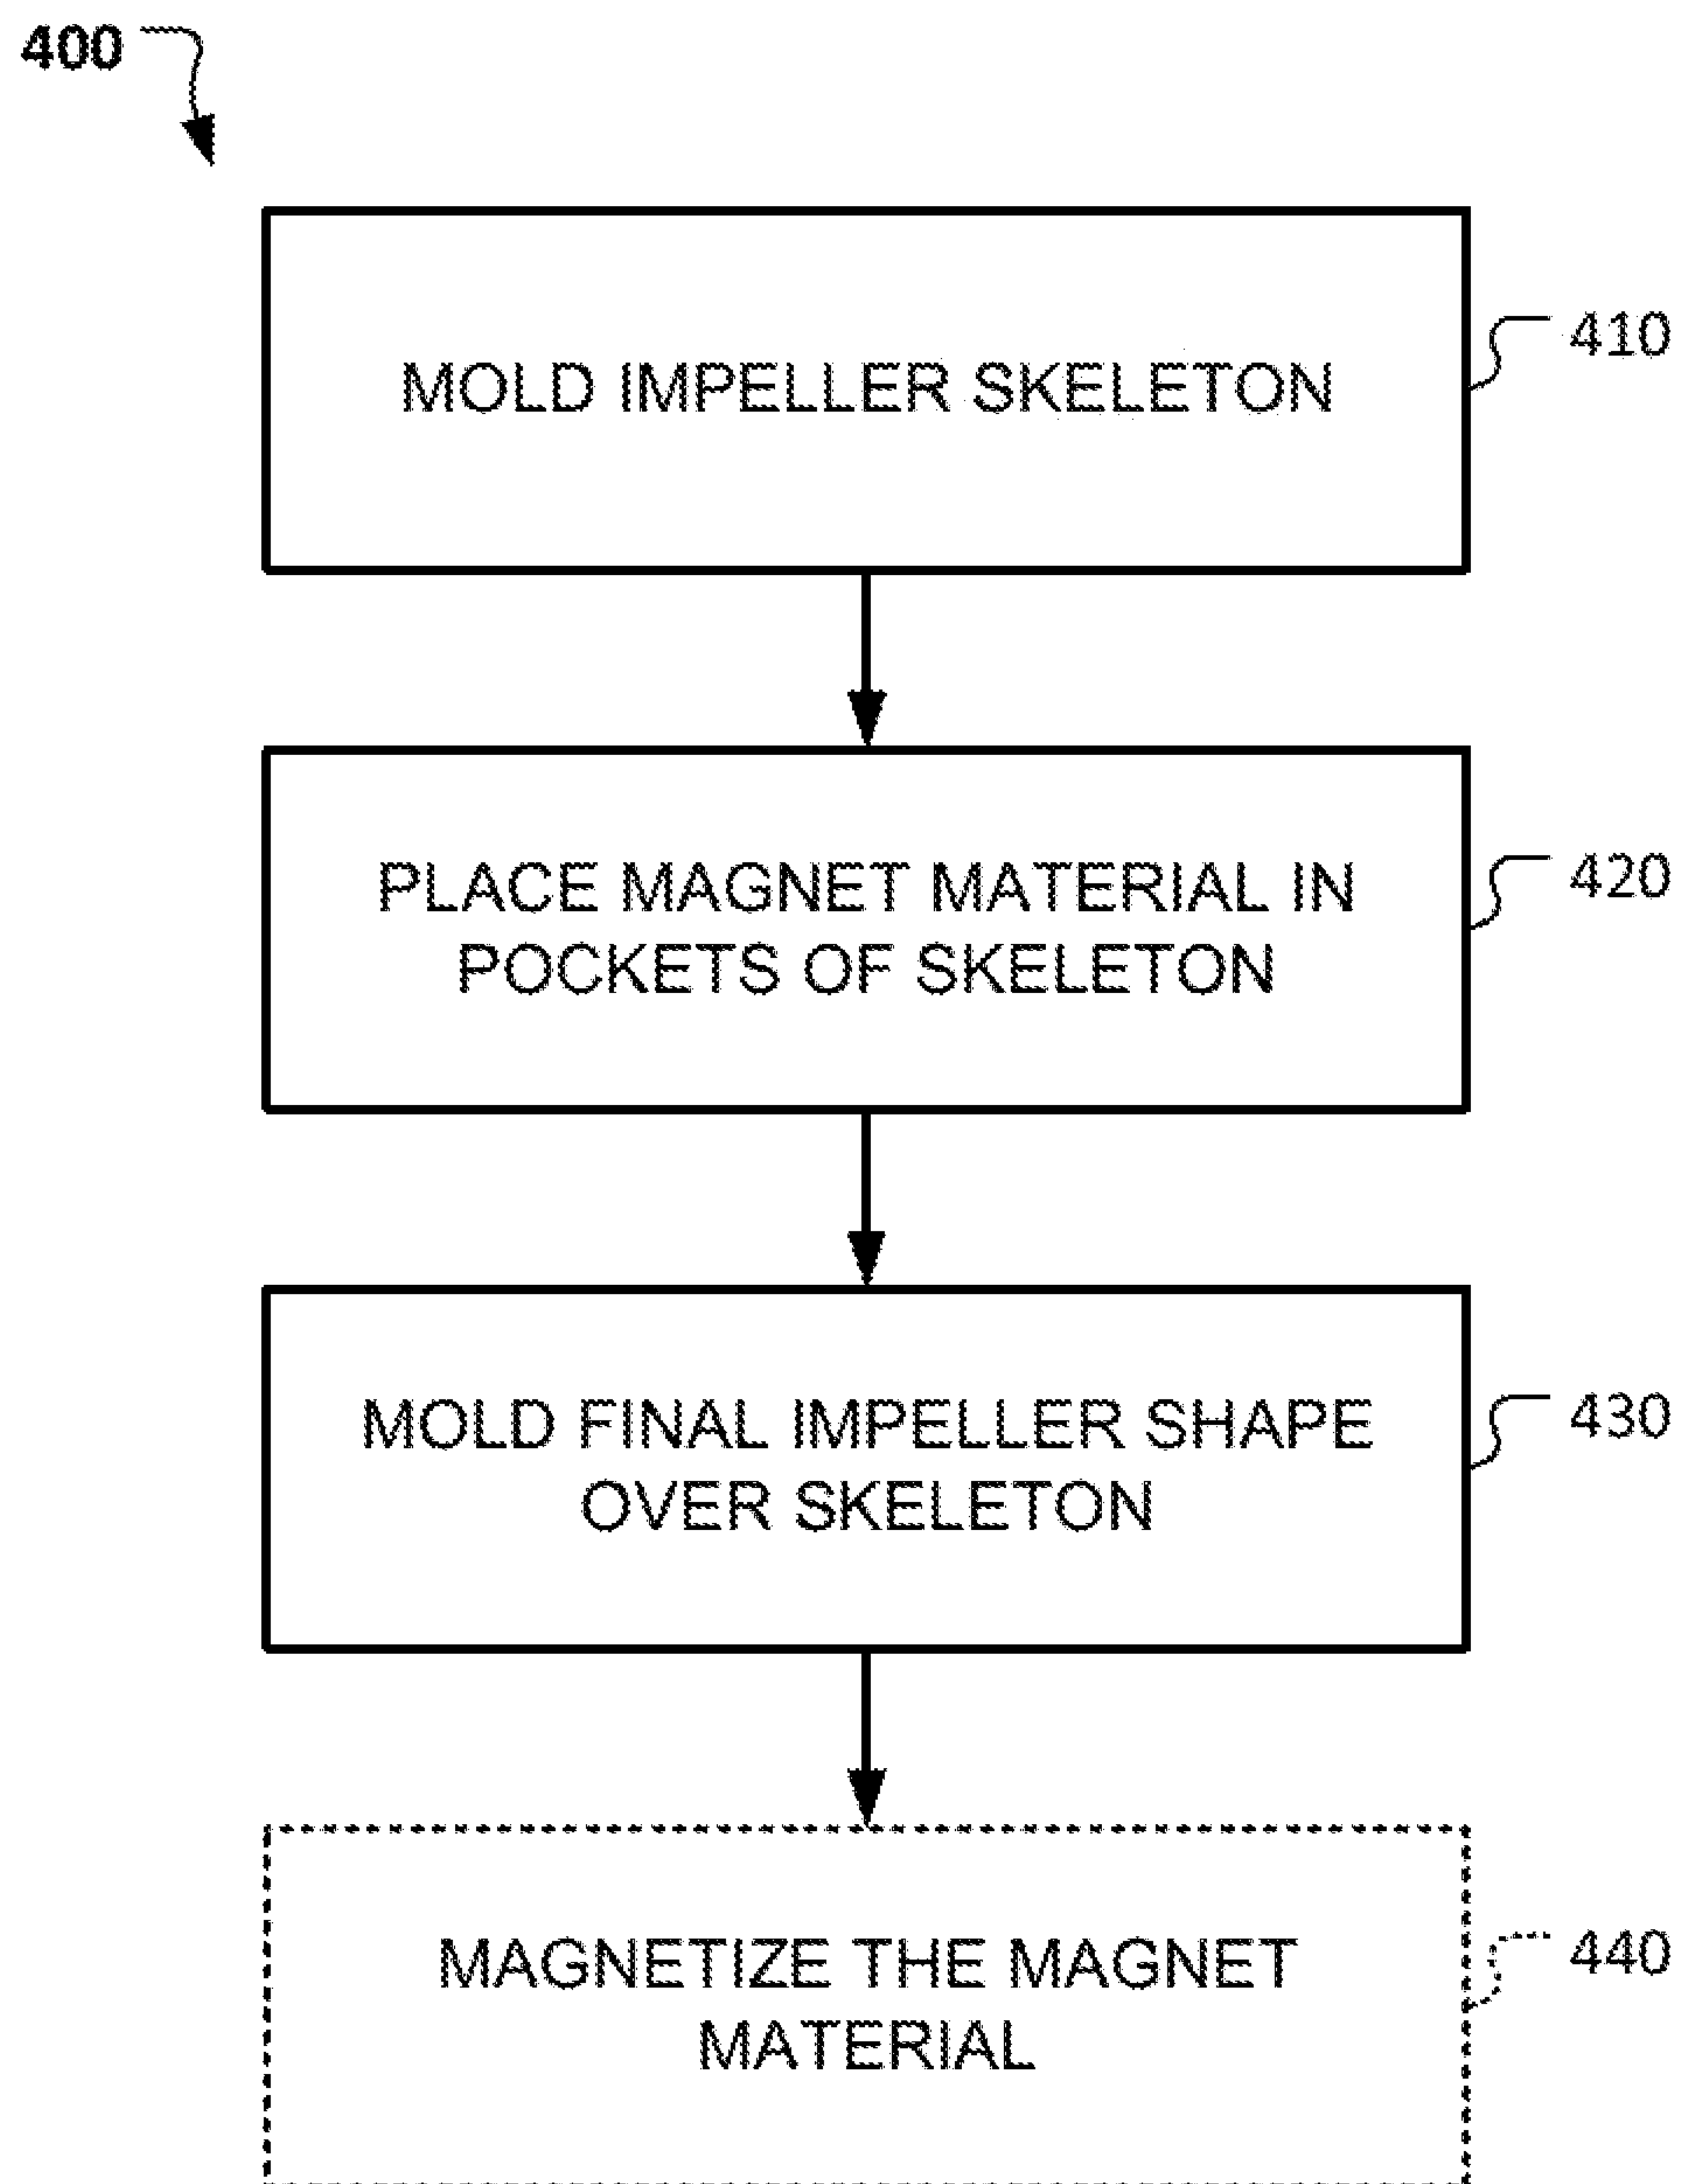 400
MOLD IMPELLER SKELETON
410
PLACE MAGNET MATERIAL IN
POCKETS OF SKELETON
420
MOLD FINAL IMPELLER SHAPE
OVER SKELETON
430
MAGNETIZE THE MAGNET
MATERIAL
440